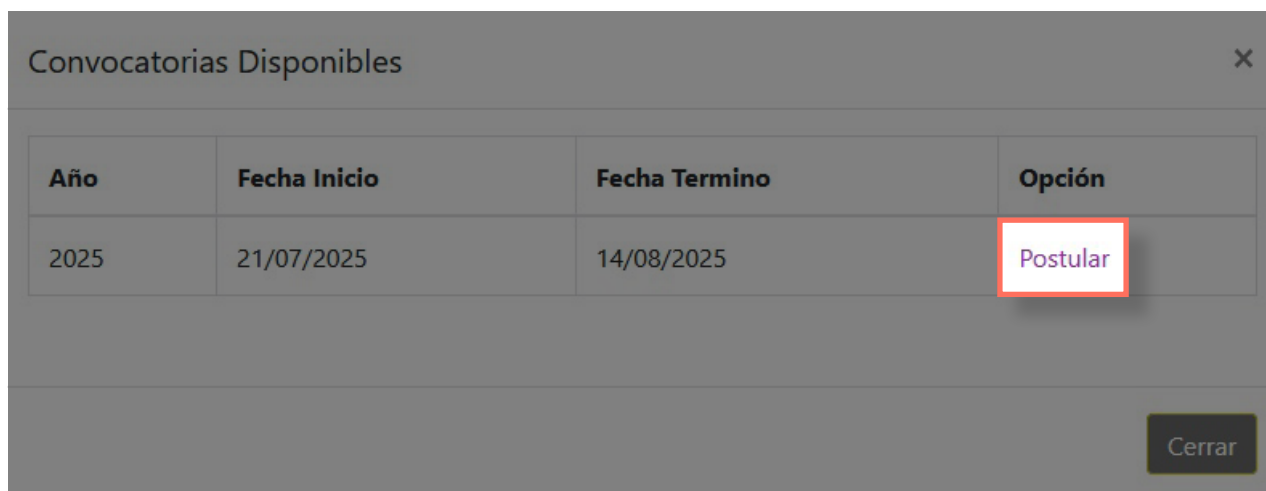 Convocatorias Disponibles ×
Año Fecha Inicio Fecha Termino Opción
2025 21/07/2025 14/08/2025 Postular
Cerrar